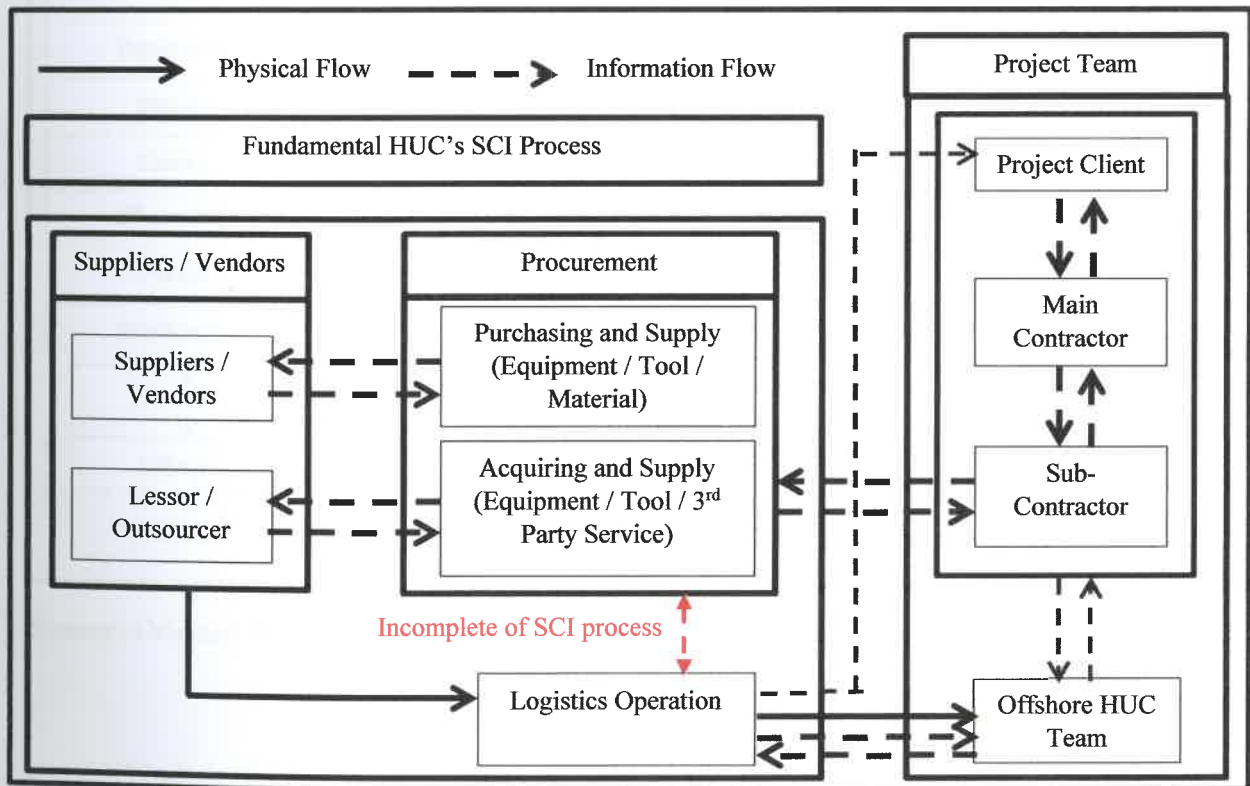 Physical Flow
Information Flow
Project Team
Fundamental HUC's SCI Process
Project Client
Suppliers / Vendors
Procurement
Main
Contractor
Suppliers /
Vendors
Purchasing and Supply
(Equipment / Tool /
Material)
Lessor /
Outsourcer
Acquiring and Supply
(Equipment / Tool / 3rd
Party Service)
Sub-
Contractor
Incomplete of SCI process
Logistics Operation
Offshore HUC
Team